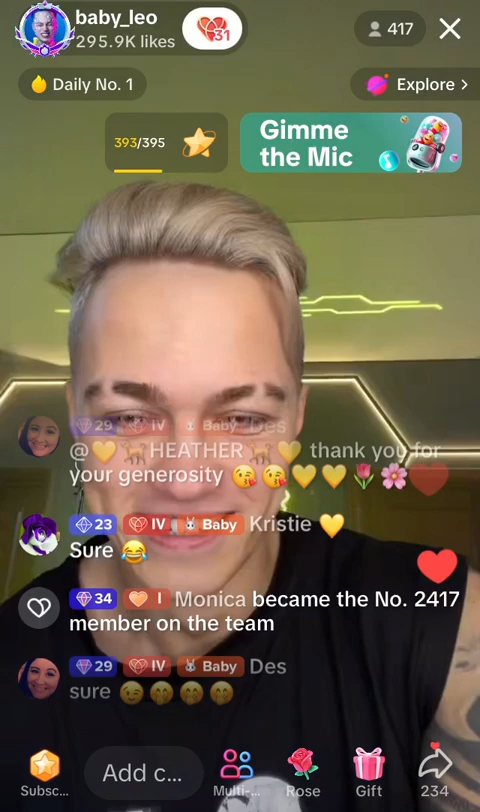 baby_leo
295.9K likes
31
417
Daily No. 1
Explore >
393/395
Gimme
the Mic
29 IV Baby Des
@💛🐈HEATHER🐈💛 thank you for
your generosity 😘😘💛💛🌷🌸
23 IV Baby Kristie 💛
Sure 😂
34 I Monica became the No. 2417
member on the team
29 IV Baby Des
sure 😉🤭🤭🤭
Subsc...
Add c...
Multi-...
Rose
Gift
234